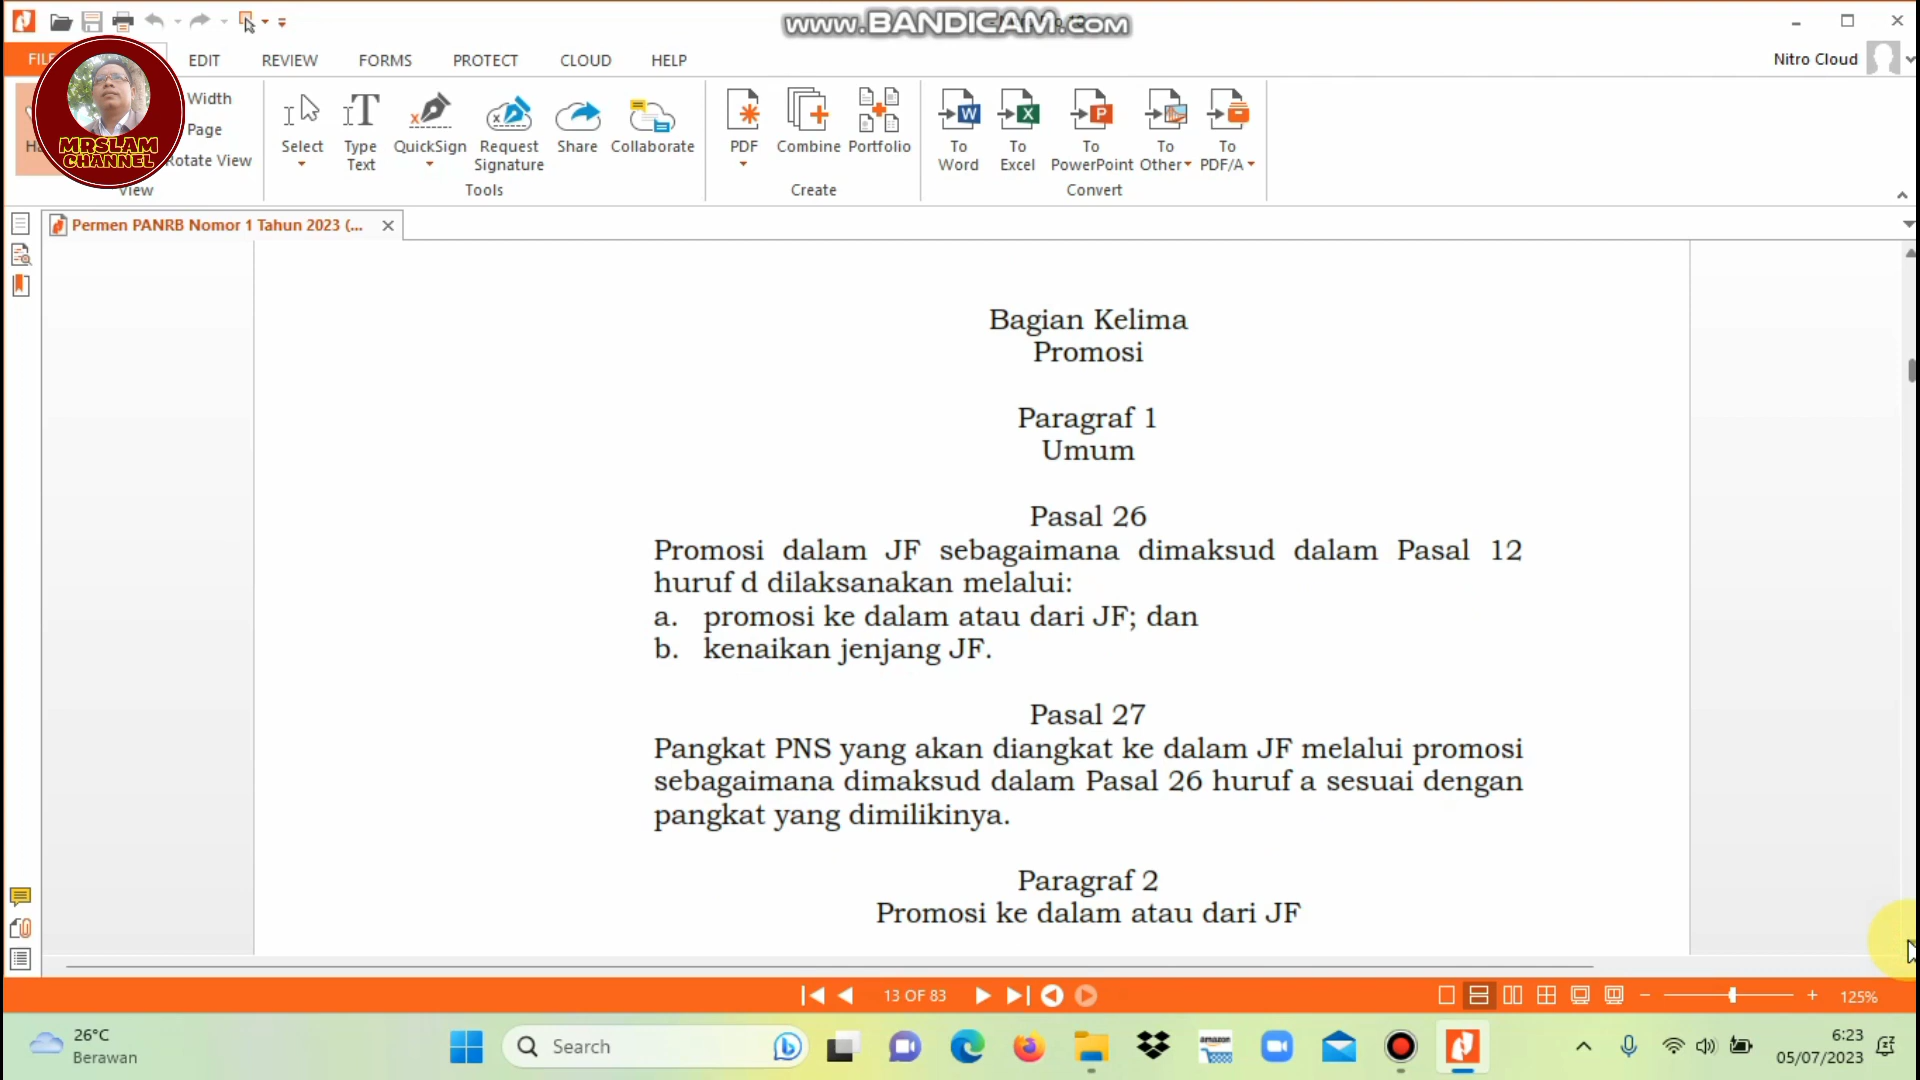 www.BANDICAM.com
FILE
EDIT
REVIEW
FORMS
PROTECT
CLOUD
HELP
Nitro Cloud
MRSLAM
CHANNEL
Width
Page
Rotate View
View
Select
Type
Text
QuickSign
Request
Signature
Share
Collaborate
Tools
PDF
Combine
Portfolio
Create
To
Word
To
Excel
To
PowerPoint
To
Other
To
PDF/A
Convert
Permen PANRB Nomor 1 Tahun 2023 (...
Bagian Kelima
Promosi
Paragraf 1
Umum
Pasal 26
Promosi dalam JF sebagaimana dimaksud dalam Pasal 12
huruf d dilaksanakan melalui:
a. promosi ke dalam atau dari JF; dan
b. kenaikan jenjang JF.
Pasal 27
Pangkat PNS yang akan diangkat ke dalam JF melalui promosi
sebagaimana dimaksud dalam Pasal 26 huruf a sesuai dengan
pangkat yang dimilikinya.
Paragraf 2
Promosi ke dalam atau dari JF
13 OF 83
125%
26°C
Berawan
Search
amazon
6:23
05/07/2023